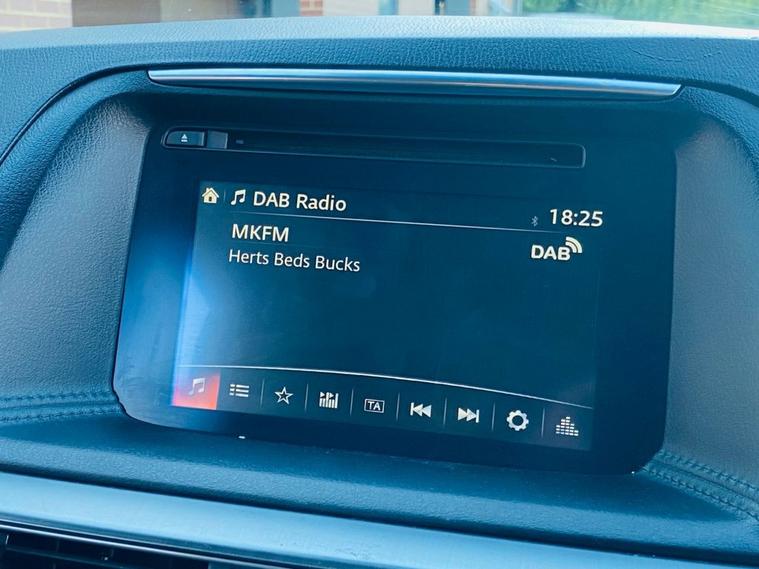 DAB Radio
18:25
MKFM
DAB
Herts Beds Bucks
TA